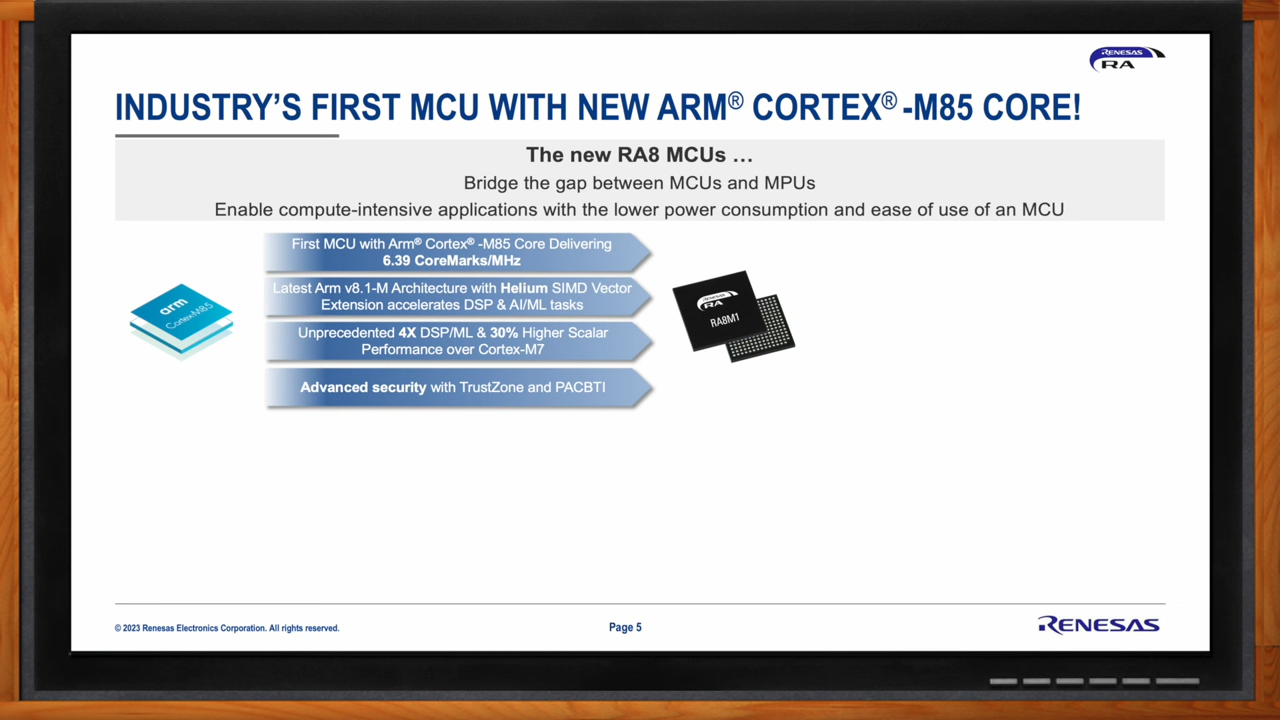 RENESAS
RA
INDUSTRY'S FIRST MCU WITH NEW ARM® CORTEX® -M85 CORE!
The new RA8 MCUs …
Bridge the gap between MCUs and MPUs
Enable compute-intensive applications with the lower power consumption and ease of use of an MCU
First MCU with Arm® Cortex® -M85 Core Delivering
6.39 CoreMarks/MHz
Latest Arm v8.1-M Architecture with Helium SIMD Vector
Extension accelerates DSP & AI/ML tasks
Unprecedented 4X DSP/ML & 30% Higher Scalar
Performance over Cortex-M7
Advanced security with TrustZone and PACBTI
arm
CortexM85
RENESAS
RA
RA8M1
© 2023 Renesas Electronics Corporation. All rights reserved.
Page 5
RENESAS